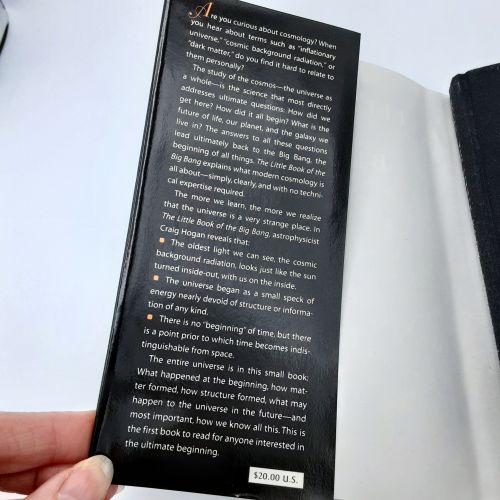 Are you curious about cosmology? When
you hear about terms such as "inflationary
universe," "cosmic background radiation," or
"dark matter," do you find it hard to relate to
them personally?
The study of the cosmos—the universe as
a whole—is the science that most directly
addresses ultimate questions: How did we
get here? How did it all begin? What is the
future of life, our planet, and the galaxy we
live in? The answers to all these questions
lead ultimately back to the Big Bang, the
beginning of all things. The Little Book of the
Big Bang explains what modern cosmology is
all about—simply, clearly, and with no techni-
cal expertise required.
The more we learn, the more we realize
that the universe is a very strange place. In
The Little Book of the Big Bang, astrophysicist
Craig Hogan reveals that:
▪ The oldest light we can see, the cosmic
background radiation, looks just like the sun
turned inside-out, with us on the inside.
▪ The universe began as a small speck of
energy nearly devoid of structure or informa-
tion of any kind.
▪ There is no "beginning" of time, but there
is a point prior to which time becomes indis-
tinguishable from space.
The entire universe is in this small book:
What happened at the beginning, how mat-
ter formed, how structure formed, what may
happen to the universe in the future—and
most important, how we know all this. This is
the first book to read for anyone interested in
the ultimate beginning.
$20.00 U.S.